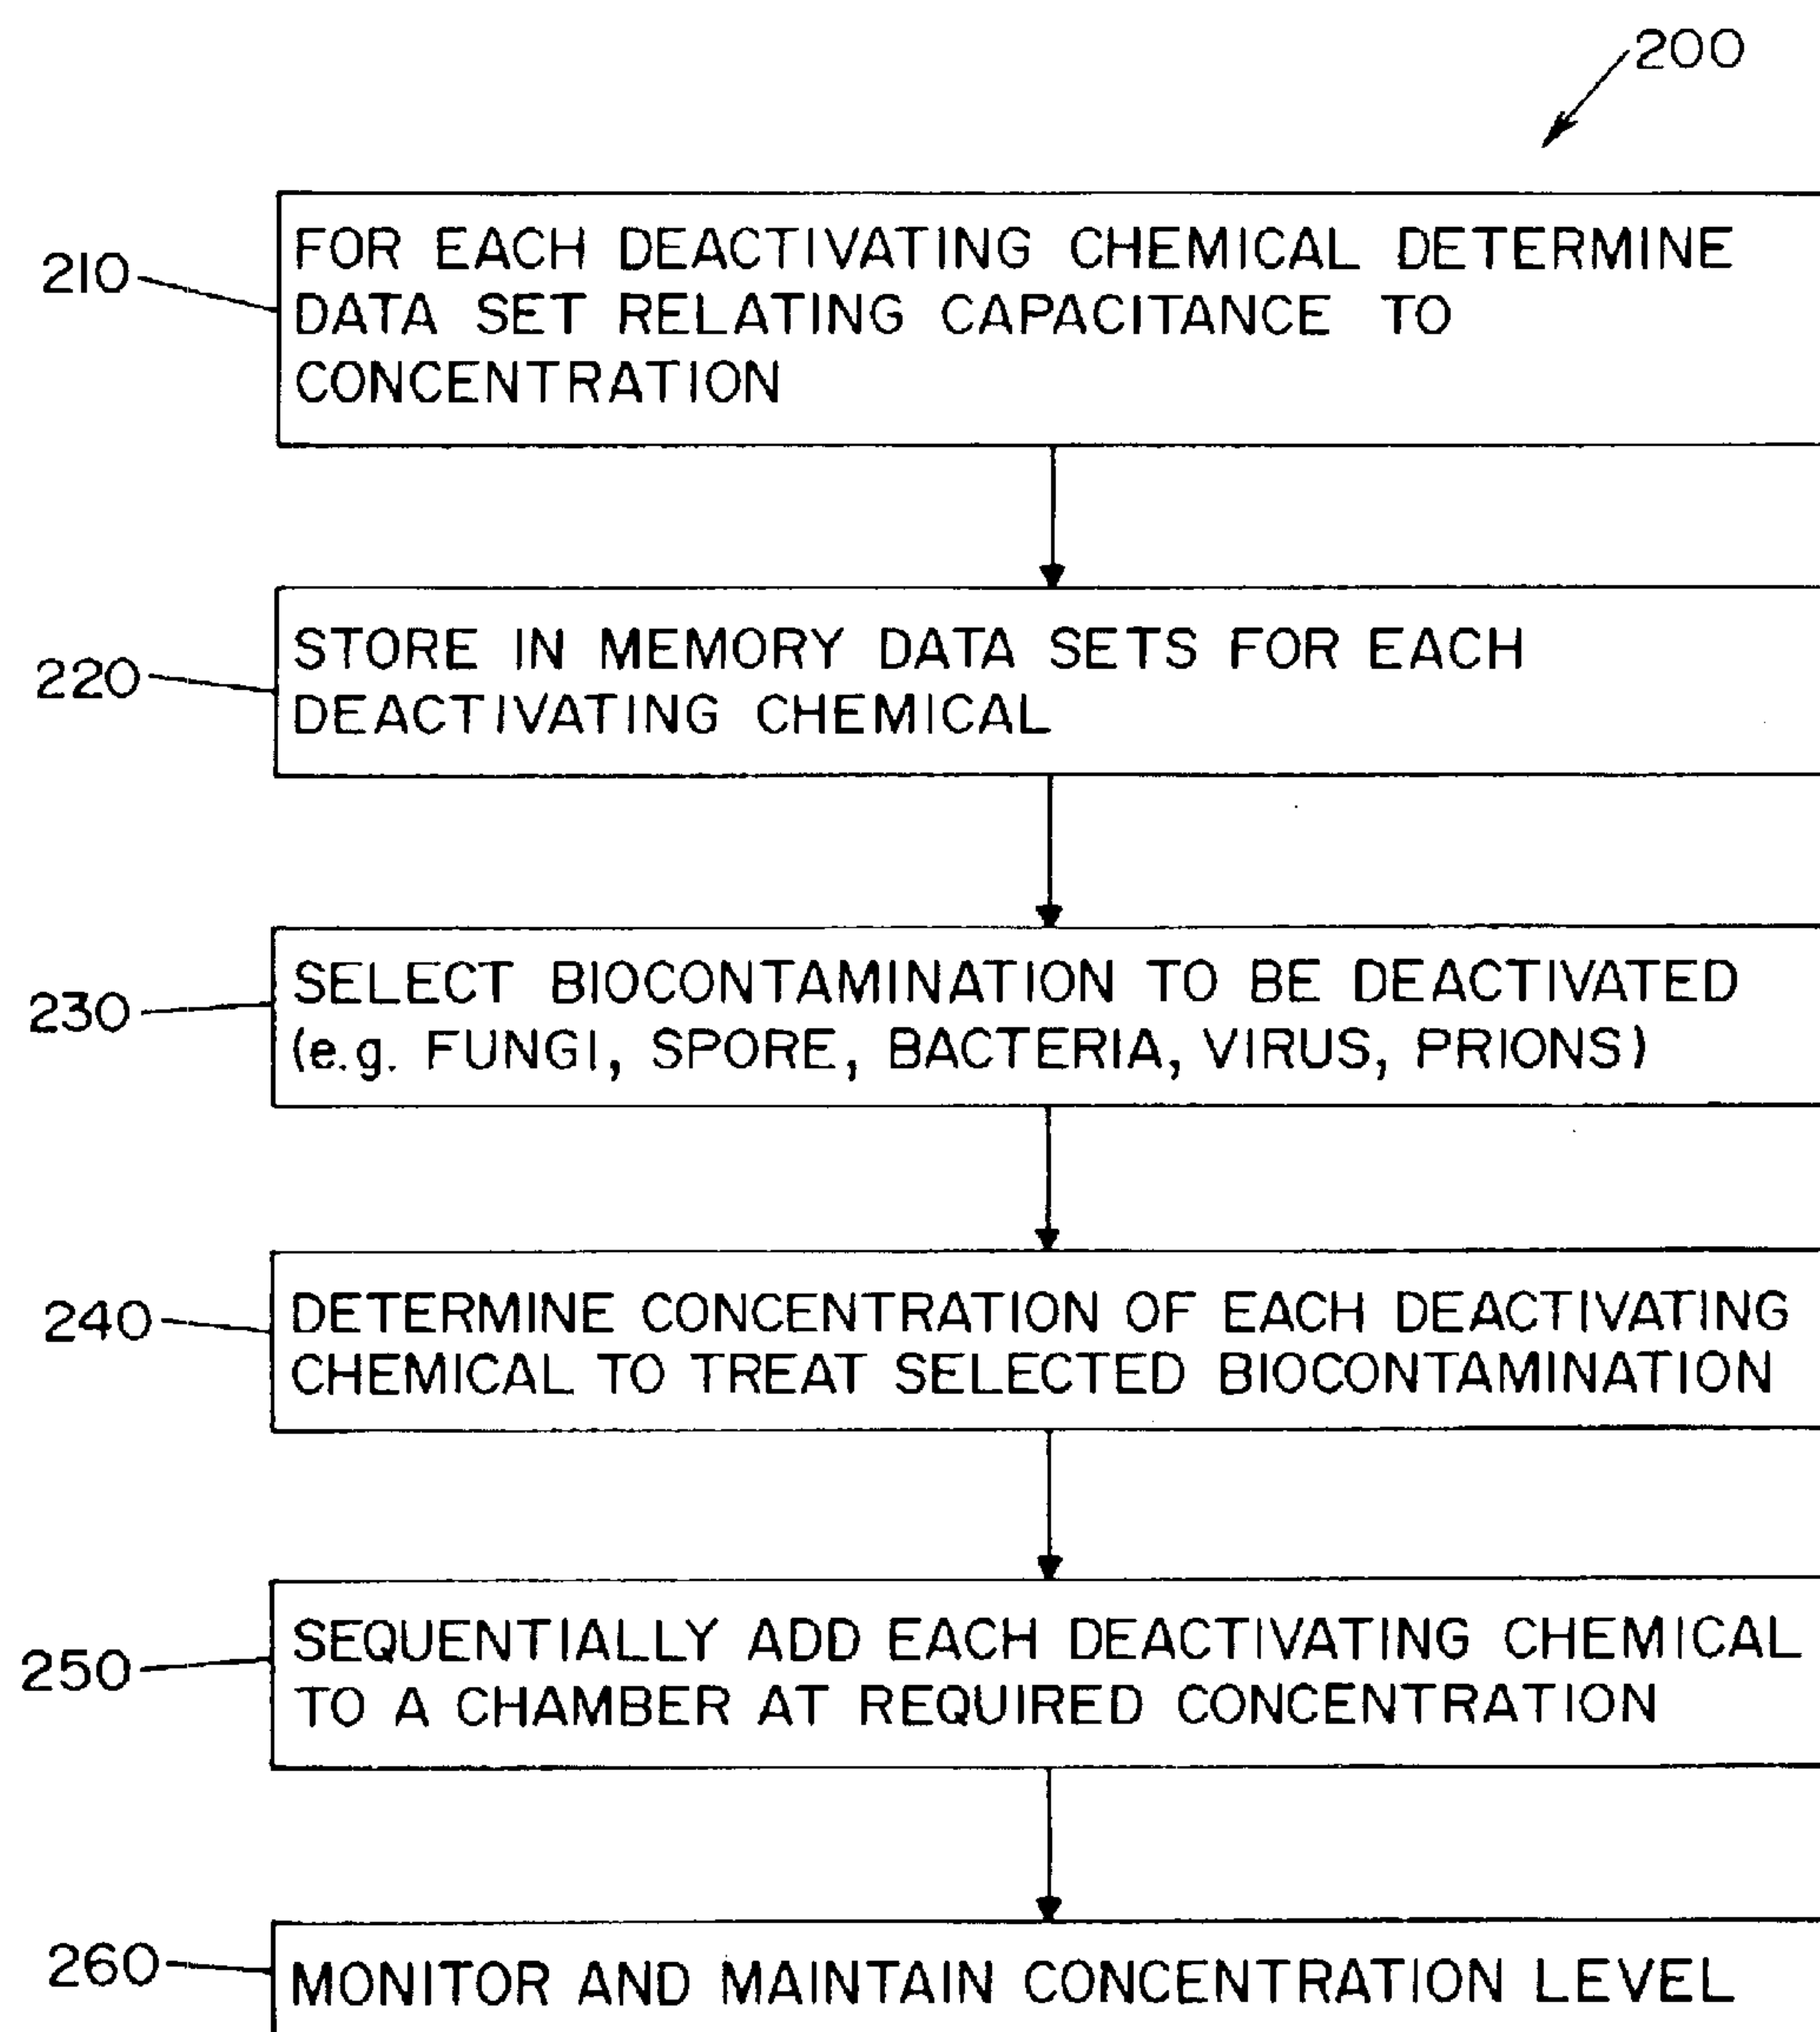 200
210
FOR EACH DEACTIVATING CHEMICAL DETERMINE
DATA SET RELATING CAPACITANCE TO
CONCENTRATION
220
STORE IN MEMORY DATA SETS FOR EACH
DEACTIVATING CHEMICAL
230
SELECT BIOCONTAMINATION TO BE DEACTIVATED
(e.g. FUNGI, SPORE, BACTERIA, VIRUS, PRIONS)
240
DETERMINE CONCENTRATION OF EACH DEACTIVATING
CHEMICAL TO TREAT SELECTED BIOCONTAMINATION
250
SEQUENTIALLY ADD EACH DEACTIVATING CHEMICAL
TO A CHAMBER AT REQUIRED CONCENTRATION
260
MONITOR AND MAINTAIN CONCENTRATION LEVEL